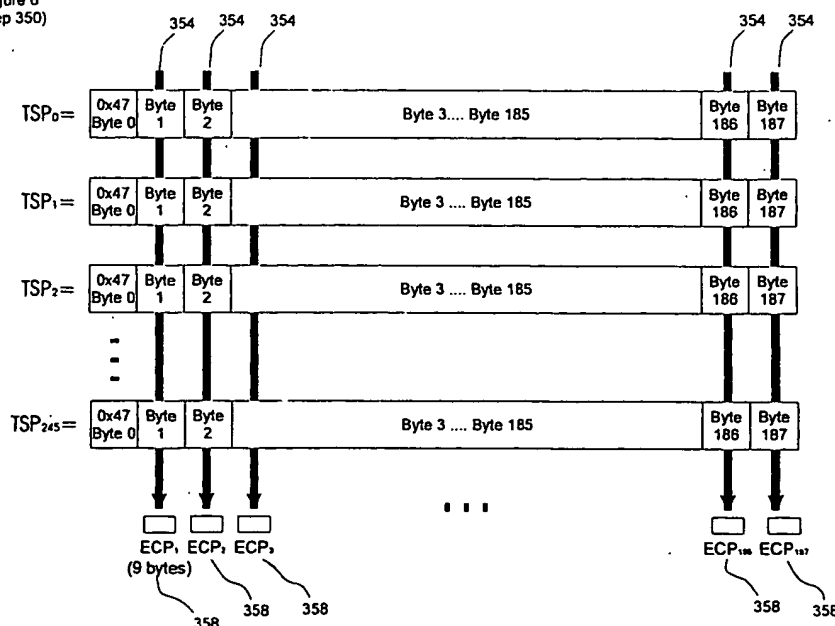 (step 350)
354 354 354 354 354
TSP₀= 0x47 Byte 0 Byte 1 Byte 2 Byte 3.... Byte 185 Byte 186 Byte 187
TSP₁= 0x47 Byte 0 Byte 1 Byte 2 Byte 3 .... Byte 185 Byte 186 Byte 187
TSP₂= 0x47 Byte 0 Byte 1 Byte 2 Byte 3 .... Byte 185 Byte 186 Byte 187
TSP₂₄₅= 0x47 Byte 0 Byte 1 Byte 2 Byte 3 .... Byte 185 Byte 186 Byte 187
ECP₁ ECP₂ ECP₃ ECP₁₈₆ ECP₁₈₇
(9 bytes)
358 358 358 358 358